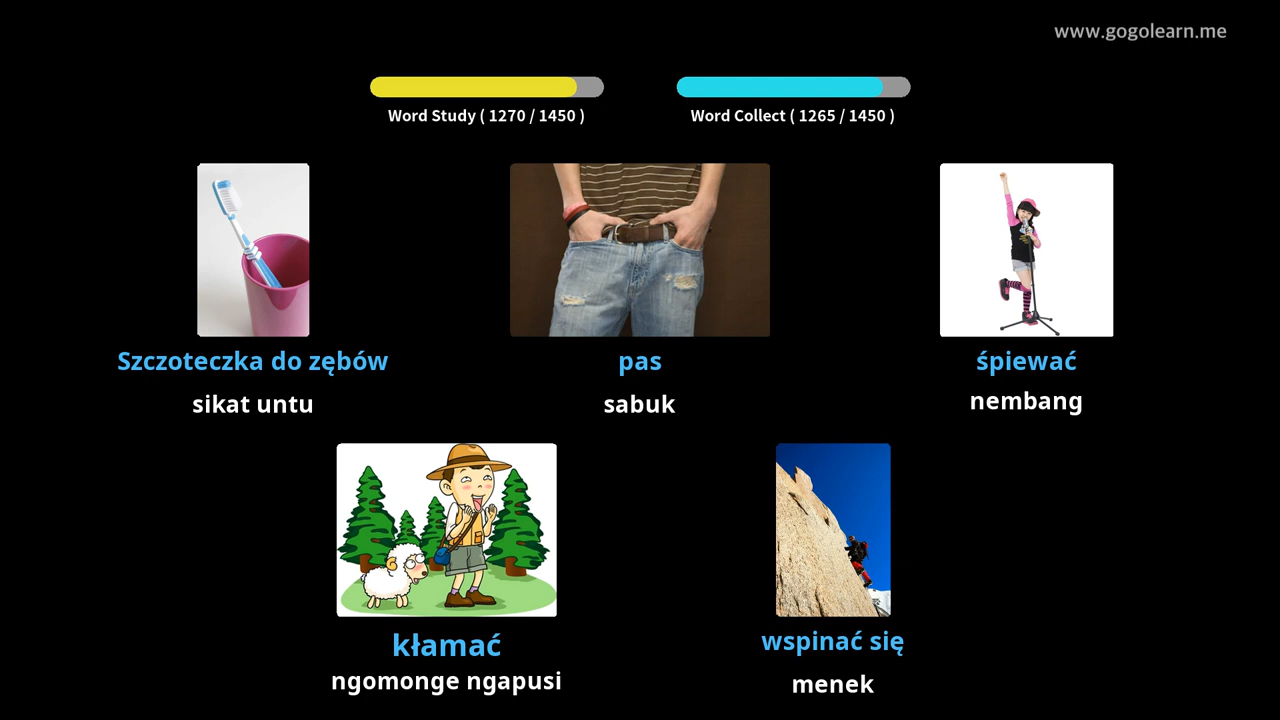 www.gogolearn.me
Word Study ( 1270 / 1450 )
Word Collect ( 1265 / 1450 )
Szczoteczka do zębów
sikat untu
pas
sabuk
śpiewać
nembang
kłamać
ngomonge ngapusi
wspinać się
menek